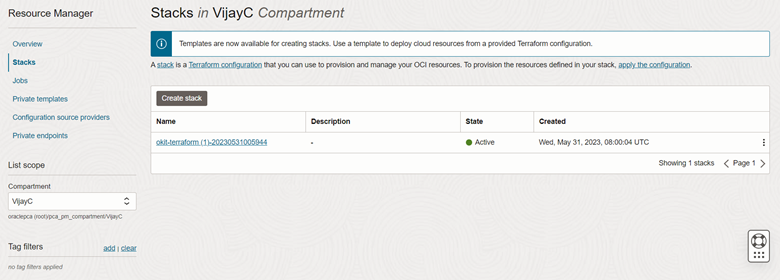 Resource Manager
Overview
Stacks
Jobs
Private templates
Configuration source providers
Private endpoints
List scope
Compartment
VijayC
oraclepca (root)/pca_pm_compartment/VijayC
Tag filters add | clear
no tag filters applied
Stacks in VijayC Compartment
Templates are now available for creating stacks. Use a template to deploy cloud resources from a provided Terraform configuration.
A stack is a Terraform configuration that you can use to provision and manage your OCI resources. To provision the resources defined in your stack, apply the configuration.
Create stack
Name Description State Created
okit-terraform (1)-20230531005944 - Active Wed, May 31, 2023, 08:00:04 UTC
Showing 1 stacks < Page 1 >